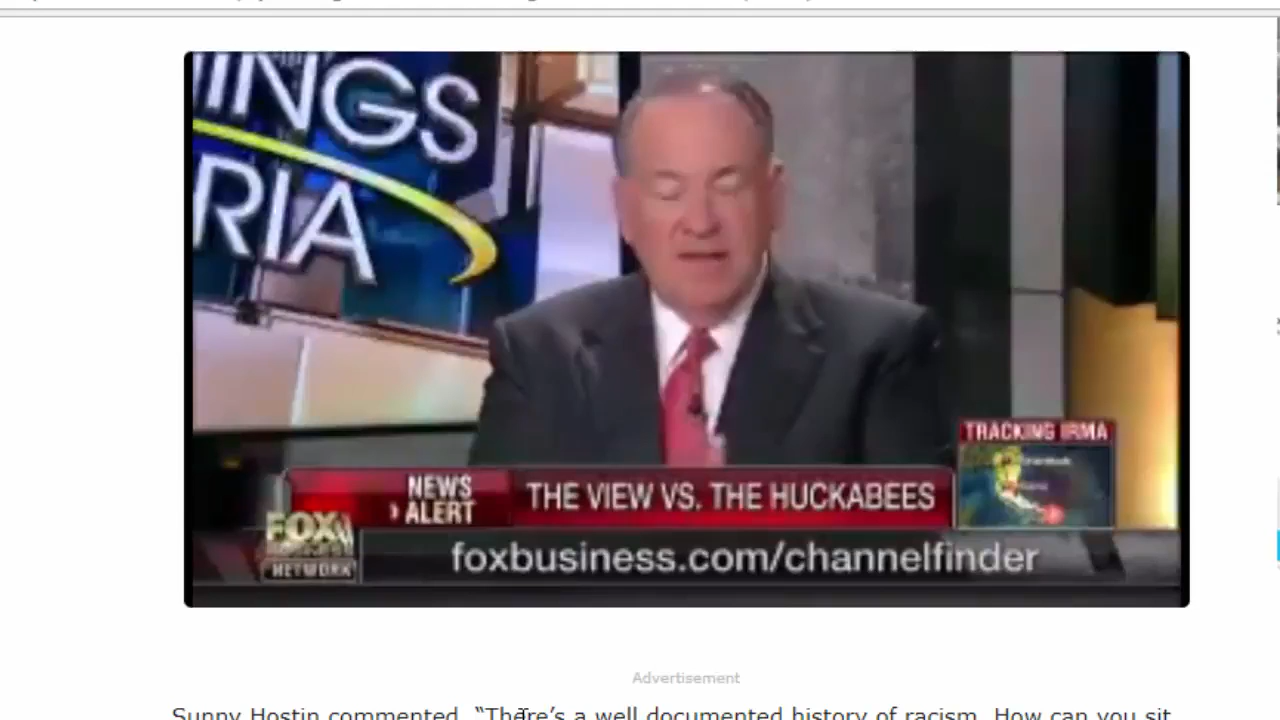 INGS
RIA
TRACKING IRMA
NEWS
ALERT
THE VIEW VS. THE HUCKABEES
FOX
NETWORK
foxbusiness.com/channelfinder
Advertisement
Sunny Hostin commented, “There’s a well documented history of racism. How can you sit